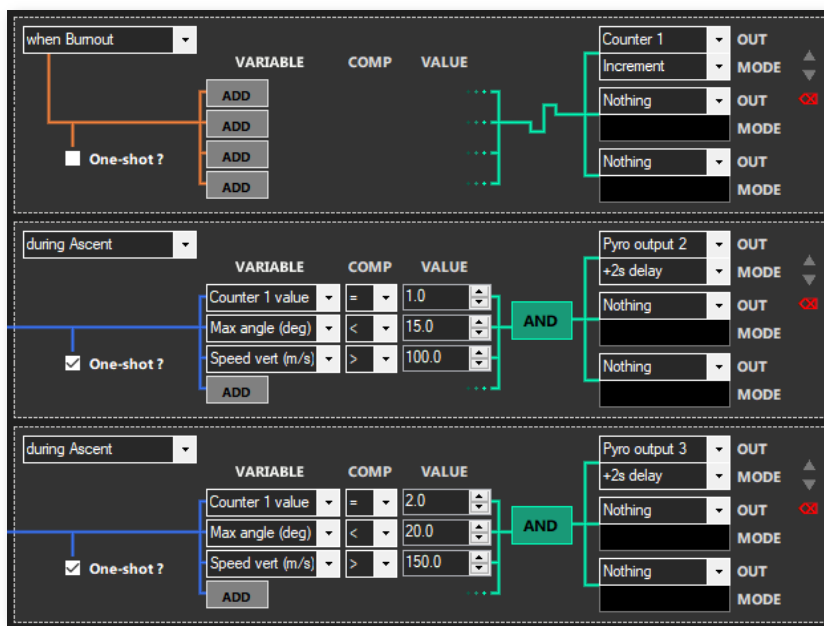 when Burnout
Counter 1 OUT
VARIABLE COMP VALUE
Increment MODE
ADD
Nothing OUT
ADD
MODE
One-shot ? ADD
Nothing OUT
ADD
MODE
during Ascent
Pyro output 2 OUT
VARIABLE COMP VALUE
+2s delay MODE
Counter 1 value = 1.0
Nothing OUT
Max angle (deg) < 15.0 AND
MODE
One-shot ? Speed vert (m/s) > 100.0
Nothing OUT
ADD
MODE
during Ascent
Pyro output 3 OUT
VARIABLE COMP VALUE
+2s delay MODE
Counter 1 value = 2.0
Nothing OUT
Max angle (deg) < 20.0 AND
MODE
One-shot ? Speed vert (m/s) > 150.0
Nothing OUT
ADD
MODE